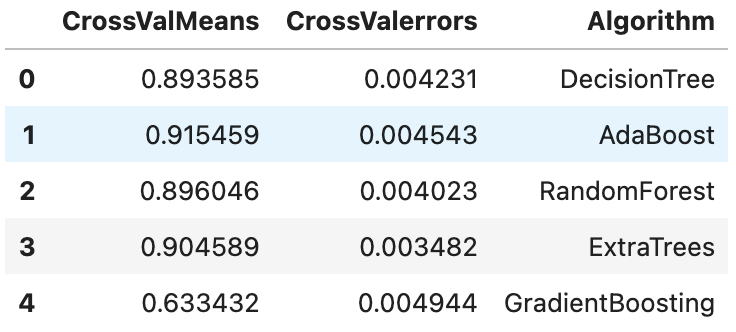 CrossValMeans CrossValerrors Algorithm
0 0.893585 0.004231 DecisionTree
1 0.915459 0.004543 AdaBoost
2 0.896046 0.004023 RandomForest
3 0.904589 0.003482 ExtraTrees
4 0.633432 0.004944 GradientBoosting